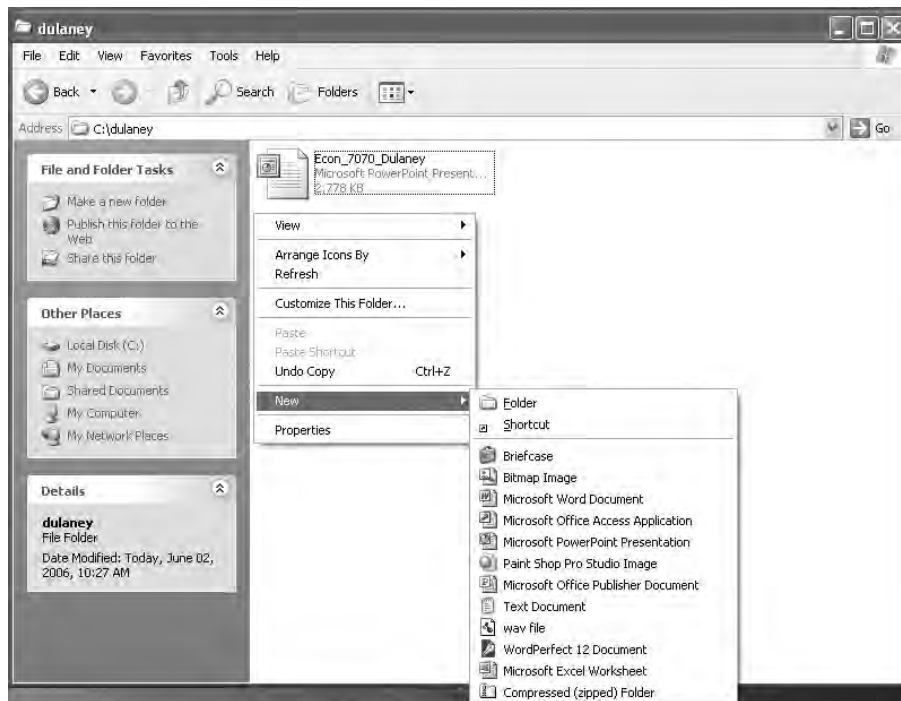 dulaney
File Edit View Favorites Tools Help
Back Search Folders
Address C:\dulaney Go
File and Folder Tasks
Make a new folder
Publish this folder to the
Web
Share this folder
Other Places
Local Disk (C:)
My Documents
Shared Documents
My Computer
My Network Places
Details
dulaney
File Folder
Date Modified: Today, June 02,
2006, 10:27 AM
Econ_7070_Dulaney
Microsoft PowerPoint Present...
2,778 KB
View
Arrange Icons By
Refresh
Customize This Folder...
Paste
Paste Shortcut
Undo Copy Ctrl+Z
New
Properties
Folder
Shortcut
Briefcase
Bitmap Image
Microsoft Word Document
Microsoft Office Access Application
Microsoft PowerPoint Presentation
Paint Shop Pro Studio Image
Microsoft Office Publisher Document
Text Document
wav file
WordPerfect 12 Document
Microsoft Excel Worksheet
Compressed (zipped) Folder